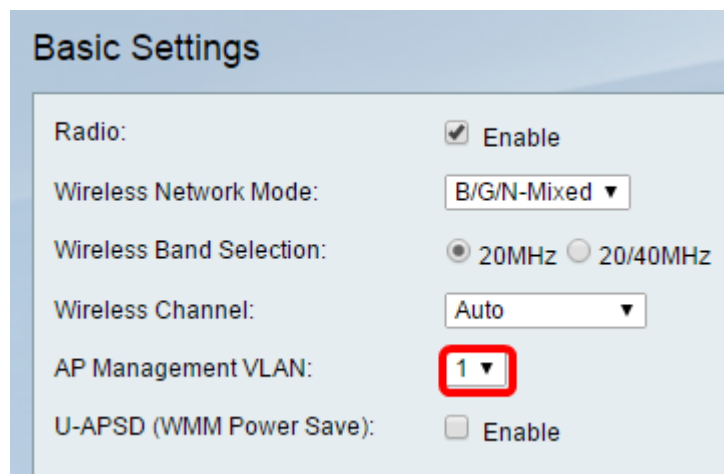 Basic Settings
Radio: Enable
Wireless Network Mode: B/G/N-Mixed
Wireless Band Selection: 20MHz 20/40MHz
Wireless Channel: Auto
AP Management VLAN: 1
U-APSD (WMM Power Save): Enable